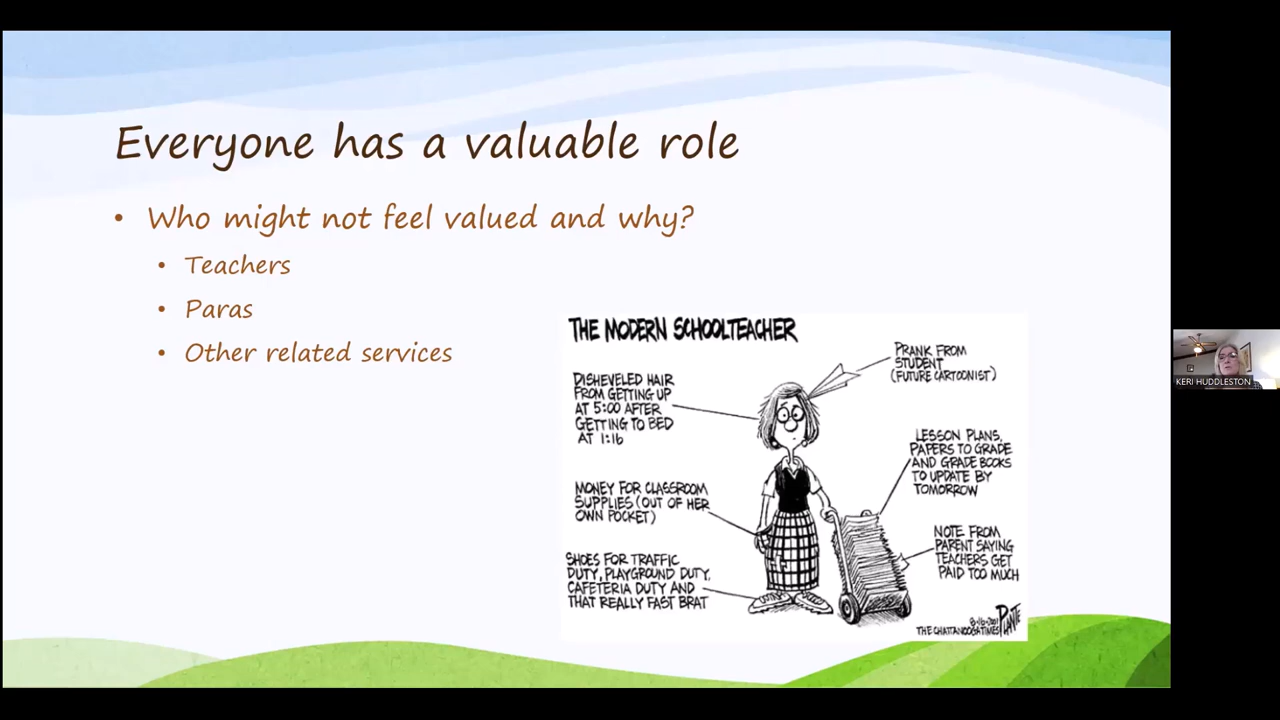 Everyone has a valuable role
• Who might not feel valued and why?
• Teachers
• Paras
• Other related services
THE MODERN SCHOOLTEACHER
DISHEVELED HAIR
FROM GETTING UP
AT 5:00 AFTER
GETTING TO BED
AT 1:16
MONEY FOR CLASSROOM
SUPPLIES (OUT OF HER
OWN POCKET)
SHOES FOR TRAFFIC
DUTY, PLAYGROUND DUTY,
CAFETERIA DUTY AND
THAT REALLY FAST BRAT
PRANK FROM
STUDENT
(FUTURE CARTOONIST)
LESSON PLANS,
PAPERS TO GRADE
AND GRADE BOOKS
TO UPDATE BY
TOMORROW
NOTE FROM
PARENT SAYING
TEACHERS GET
PAID TOO MUCH
THE CHATTANOOGA TIMES
PLANTE
KERI HUDDLESTON